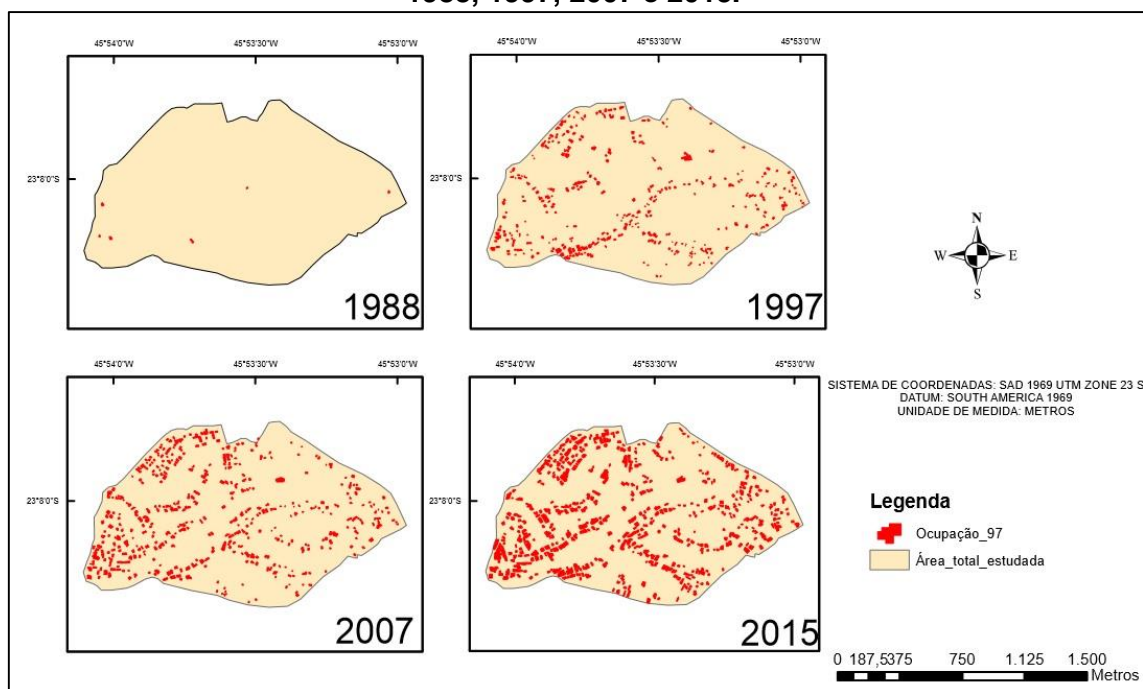 1988, 1997, 2007 e 2015.
45°54'0"W 45°53'30"W 45°53'0"W
23°8'0"S
1988
45°54'0"W 45°53'30"W 45°53'0"W
1997
N
W E
S
45°54'0"W 45°53'30"W 45°53'0"W
23°8'0"S
2007
45°54'0"W 45°53'30"W 45°53'0"W
23°8'0"S
2015
SISTEMA DE COORDENADAS: SAD 1969 UTM ZONE 23 S
DATUM: SOUTH AMERICA 1969
UNIDADE DE MEDIDA: METROS
Legenda
Ocupação_97
Área_total_estudada
0 187,5375 750 1.125 1.500
Metros